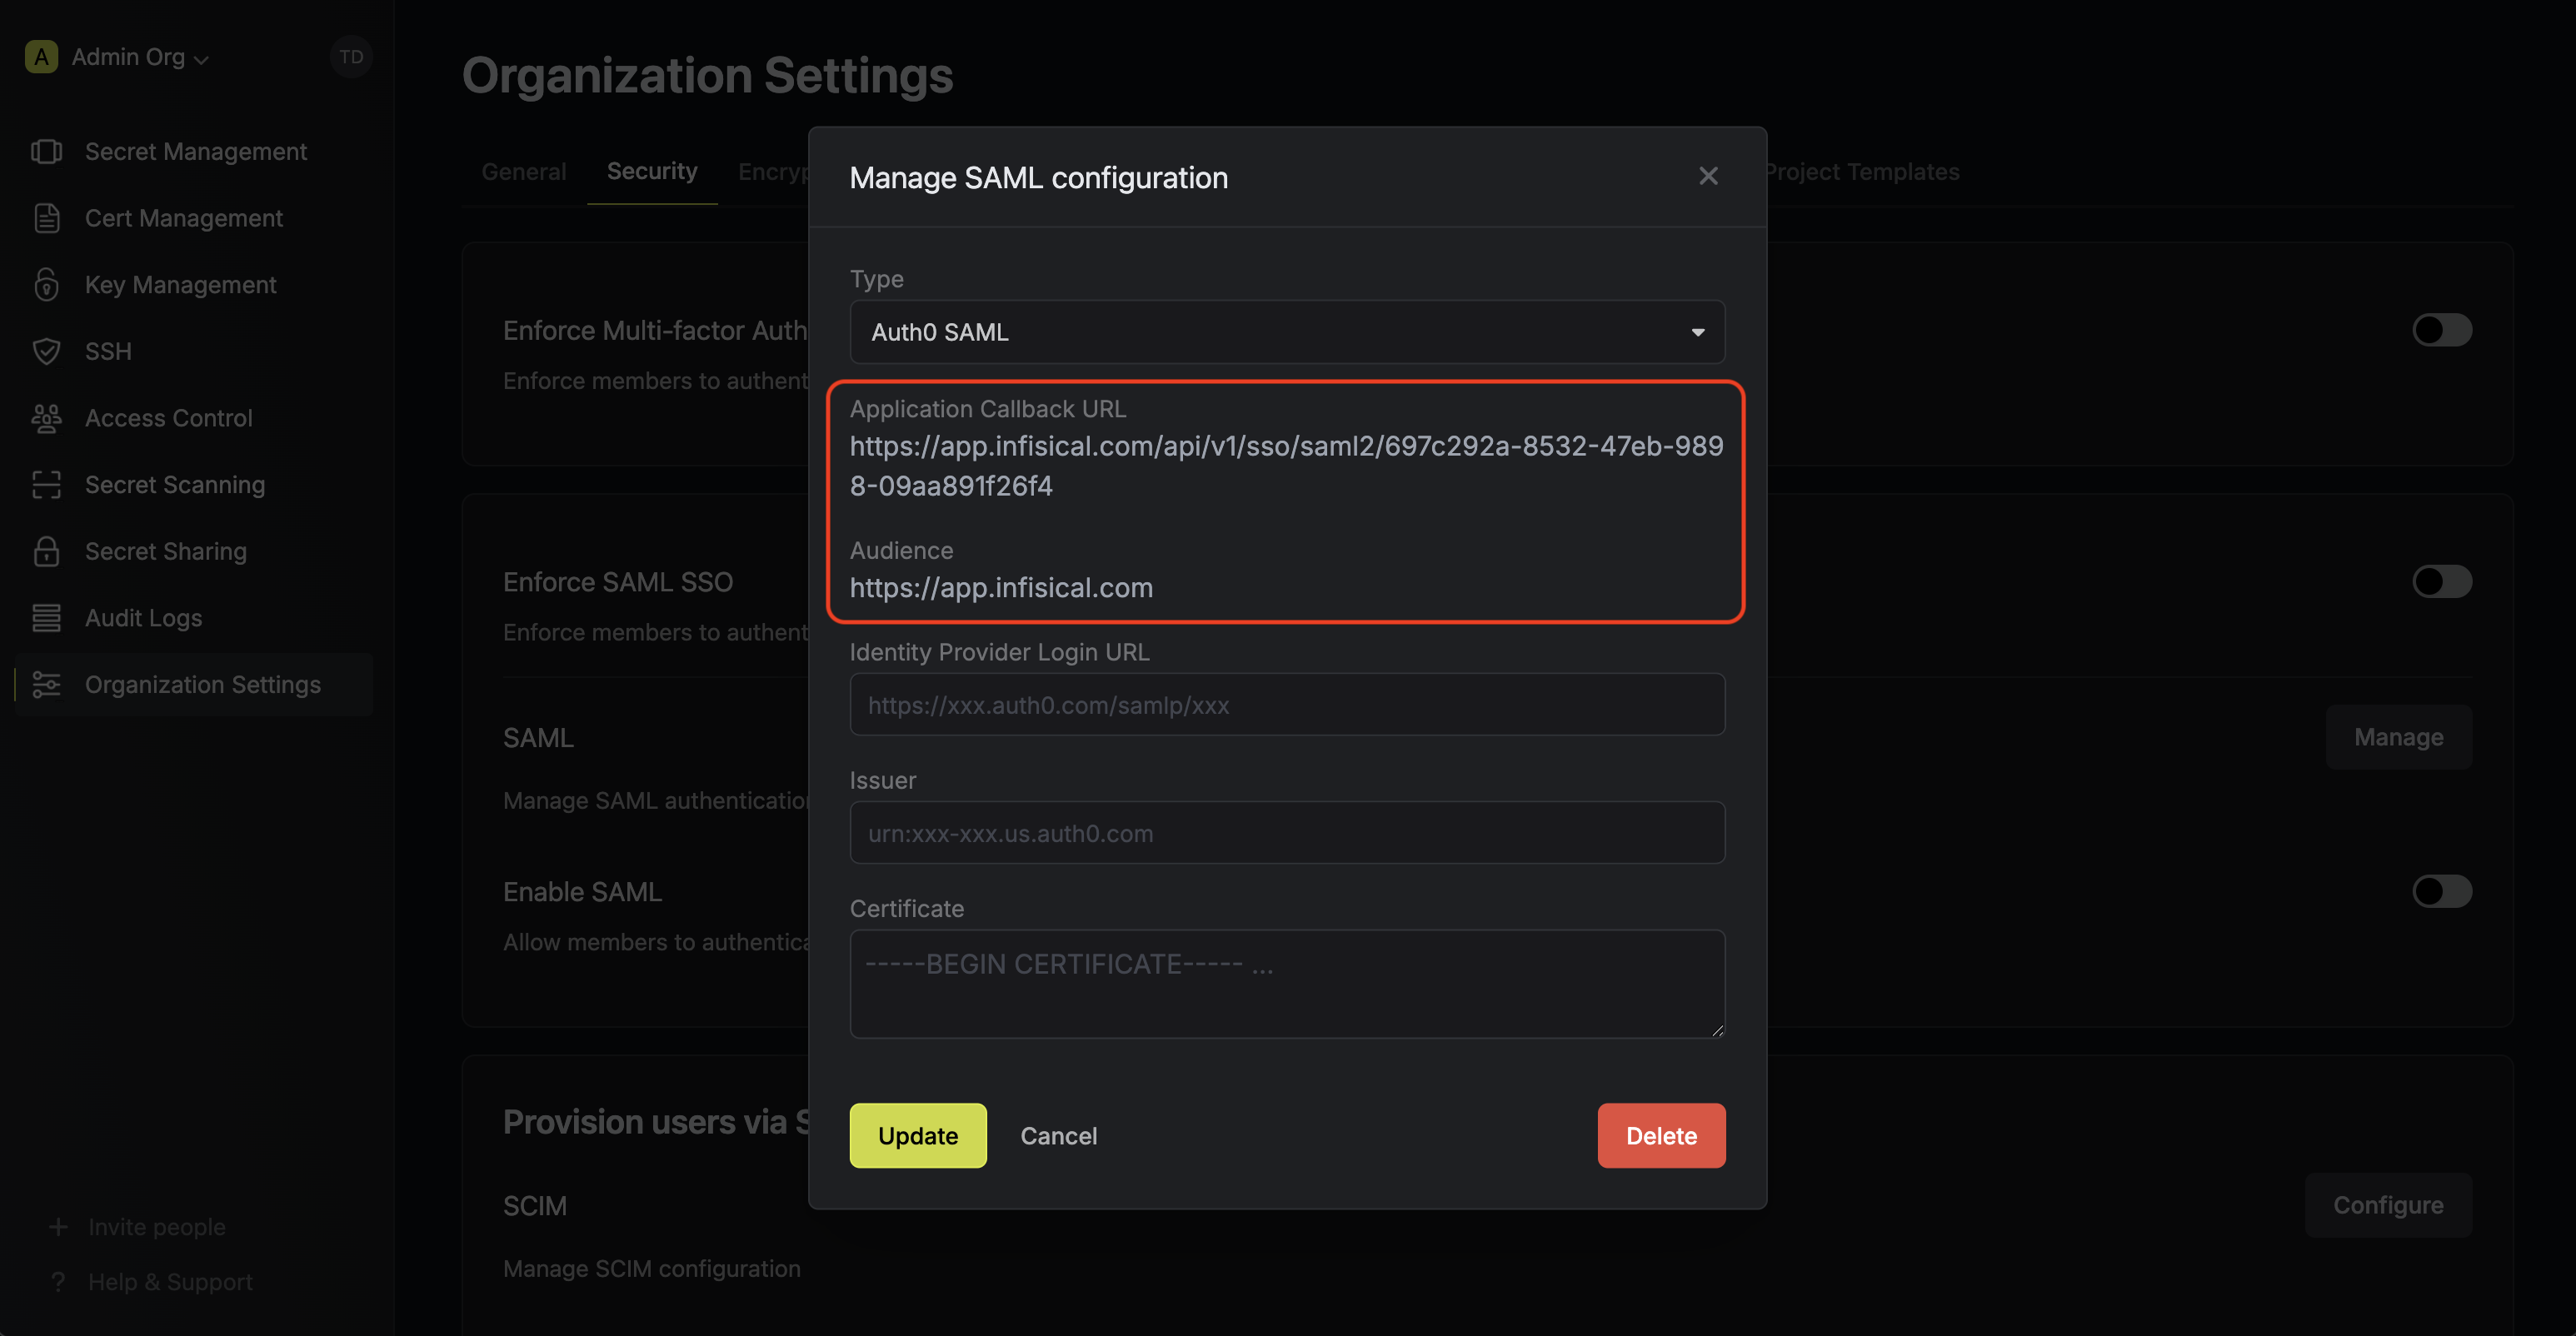 A Admin Org
TD
Secret Management
Cert Management
Key Management
SSH
Access Control
Secret Scanning
Secret Sharing
Audit Logs
Organization Settings
+ Invite people
? Help & Support
Organization Settings
General
Security
Encryp
Project Templates
Enforce Multi-factor Auth
Enforce members to authent
Enforce SAML SSO
Enforce members to authent
SAML
Manage SAML authentication
Manage
Enable SAML
Allow members to authentica
Provision users via S
SCIM
Manage SCIM configuration
Configure
Manage SAML configuration
Type
Auth0 SAML
Application Callback URL
https://app.infisical.com/api/v1/sso/saml2/697c292a-8532-47eb-989
8-09aa891f26f4
Audience
https://app.infisical.com
Identity Provider Login URL
https://xxx.auth0.com/samlp/xxx
Issuer
urn:xxx-xxx.us.auth0.com
Certificate
-----BEGIN CERTIFICATE----- ...
Update
Cancel
Delete